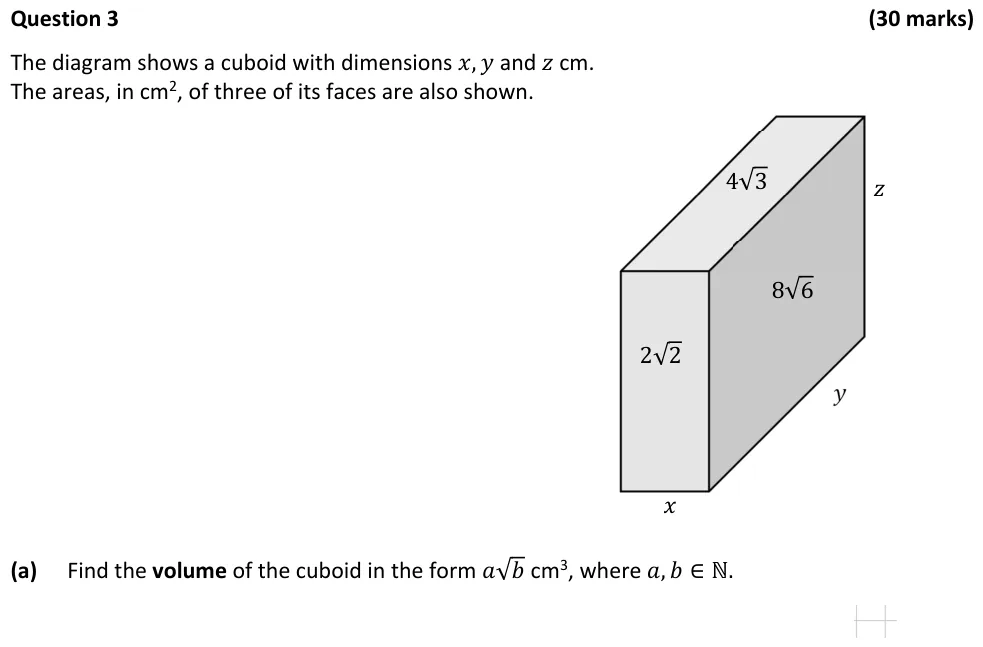 Question 3 (30 marks)
The diagram shows a cuboid with dimensions x, y and z cm.
The areas, in cm², of three of its faces are also shown.
4√3
z
8√6
2√2
y
x
(a) Find the volume of the cuboid in the form a√b cm³, where a, b ∈ ℕ.